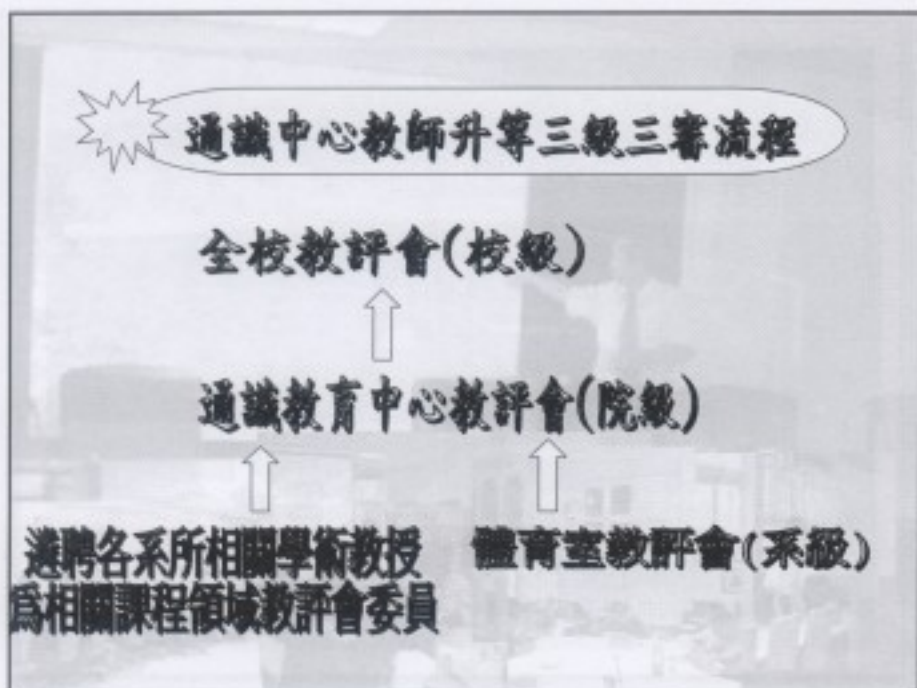 通識中心教師升等三級三審流程
全校教評會(校級)
通識教育中心教評會(院級)
遴聘各系所相關學術教授
為相關課程領域教評會委員
體育室教評會(系級)